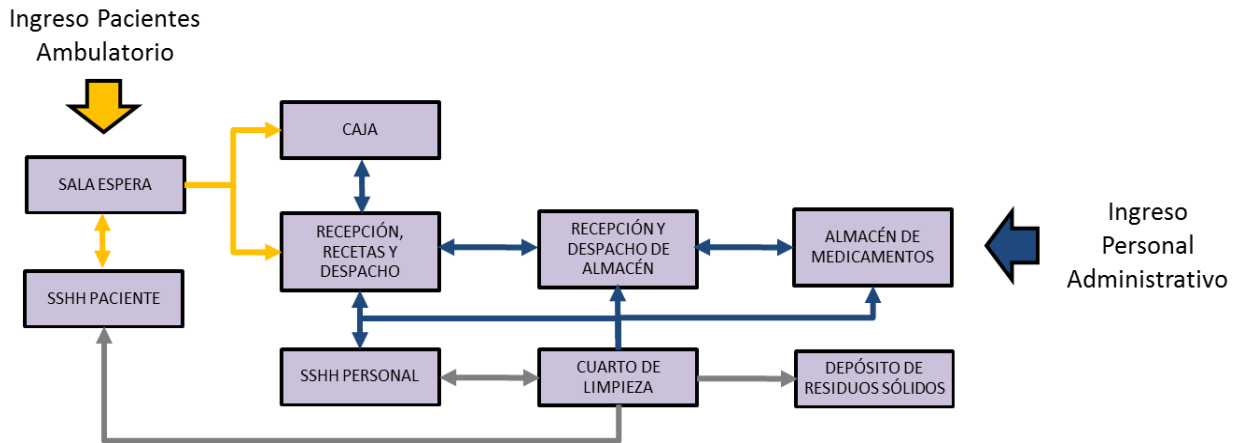 Ingreso Pacientes
Ambulatorio
CAJA
SALA ESPERA
RECEPCIÓN,
RECETAS Y
DESPACHO
RECEPCIÓN Y
DESPACHO DE
ALMACÉN
ALMACÉN DE
MEDICAMENTOS
Ingreso
Personal
Administrativo
SSHH PACIENTE
SSHH PERSONAL
CUARTO DE
LIMPIEZA
DEPÓSITO DE
RESIDUOS SÓLIDOS